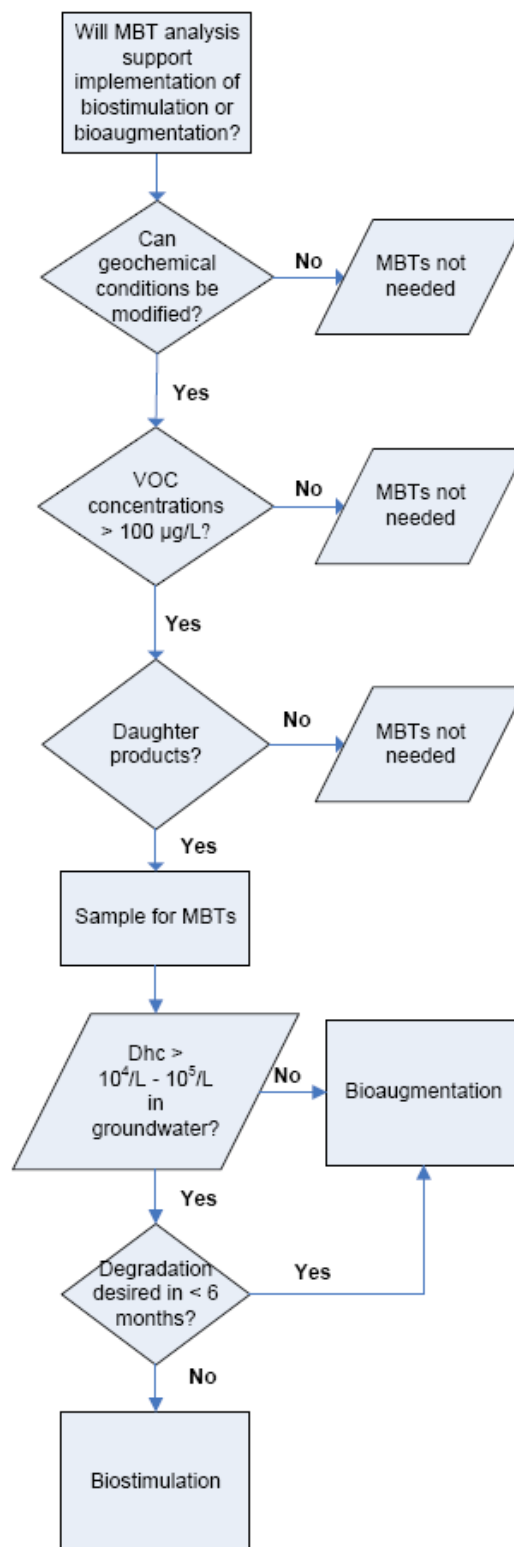 Will MBT analysis
support
implementation of
biostimulation or
bioaugmentation?
Can
geochemical
conditions be
modified?
No
MBTs not
needed
Yes
VOC
concentrations
> 100 µg/L?
No
MBTs not
needed
Yes
Daughter
products?
No
MBTs not
needed
Yes
Sample for MBTs
Dhc >
10⁴/L - 10⁵/L
in
groundwater?
No
Bioaugmentation
Yes
Degradation
desired in < 6
months?
Yes
No
Biostimulation